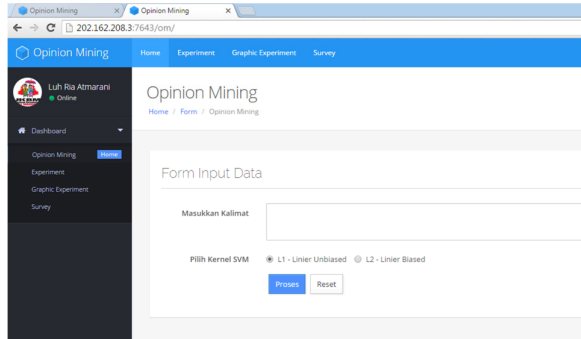 Opinion Mining
Opinion Mining
202.162.208.3:7643/om/
Opinion Mining
Home Experiment Graphic Experiment Survey
Luh Ria Atmarani
Online
Opinion Mining
Home / Form / Opinion Mining
Dashboard
Opinion Mining Home
Experiment
Graphic Experiment
Survey
Form Input Data
Masukkan Kalimat
Pilih Kernel SVM L1 - Linier Unbiased L2 - Linier Biased
Proses Reset